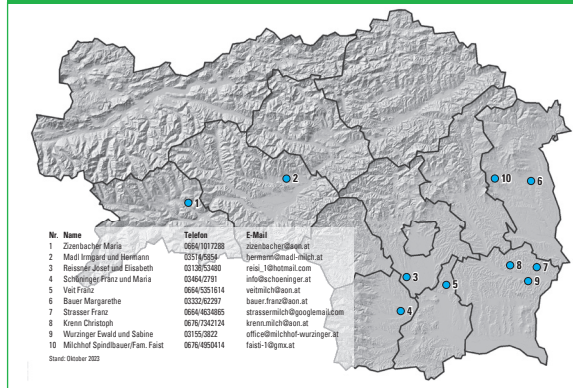 2
10
6
1
Nr. Name Telefon E-Mail
1 Zizenbacher Maria 0664/1017288 zizenbacher@aon.at
2 Madl Irmgard und Hermann 03514/5854 hermann@madl-milch.at
3 Reissner Josef und Elisabeth 03136/53480 reisi_1@hotmail.com
4 Schöninger Franz und Maria 03464/2791 info@schoeninger.at
5 Veit Franz 0664/5351614 veitmilch@aon.at
6 Bauer Margarethe 03332/62297 bauer.franz@aon.at
7 Strasser Franz 0664/4634865 strassermilch@googlemail.com
8 Krenn Christoph 0676/7342124 krenn.milch@aon.at
9 Wurzinger Ewald und Sabine 03155/3822 office@milchhof-wurzinger.at
10 Milchhof Spindlbauer/Fam. Faist 0676/4950414 faisti-1@gmx.at
Stand: Oktober 2023
8
7
3
5
9
4